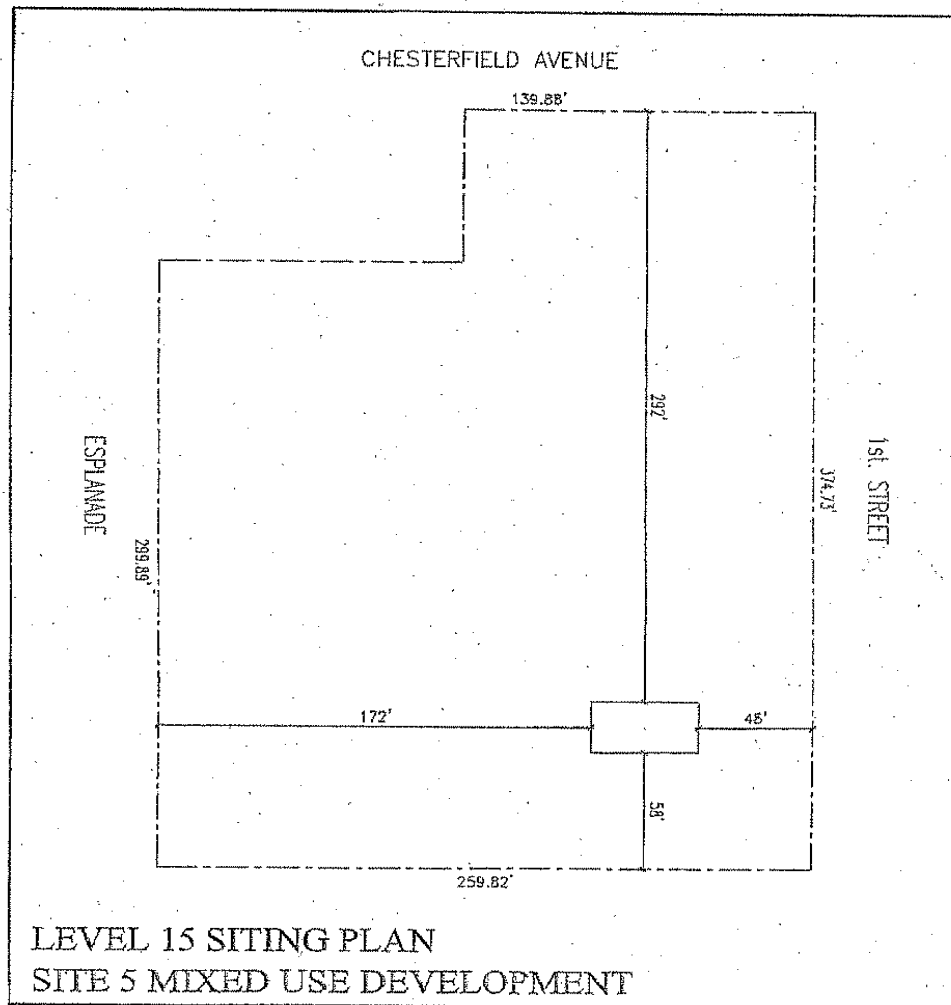 CHESTERFIELD AVENUE
139.88'
292'
ESPLANADE
1st. STREET
374.73'
299.89'
172'
45'
58'
259.82'
LEVEL 15 SITING PLAN
SITE 5 MIXED USE DEVELOPMENT